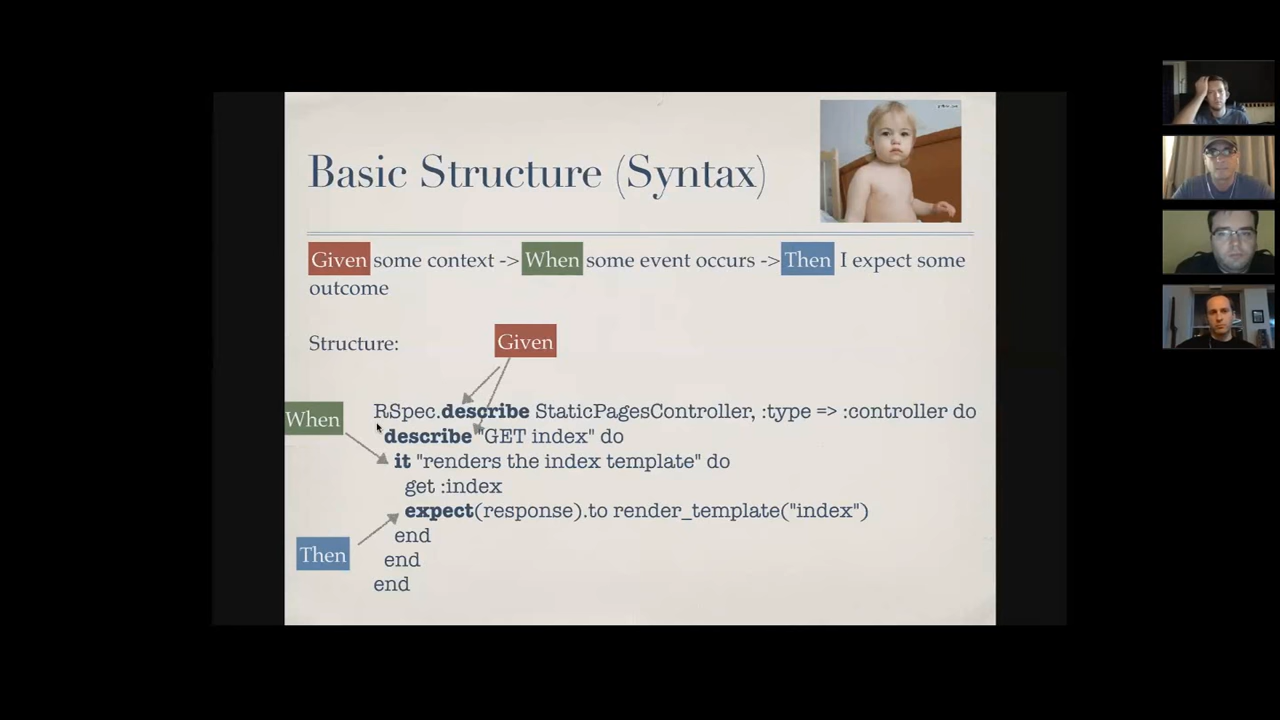 Basic Structure (Syntax)
Given some context -> When some event occurs -> Then I expect some
outcome
Structure:
Given
When
RSpec.describe StaticPagesController, :type => :controller do
describe "GET index" do
it "renders the index template" do
get :index
expect(response).to render_template("index")
Then
end
end
end